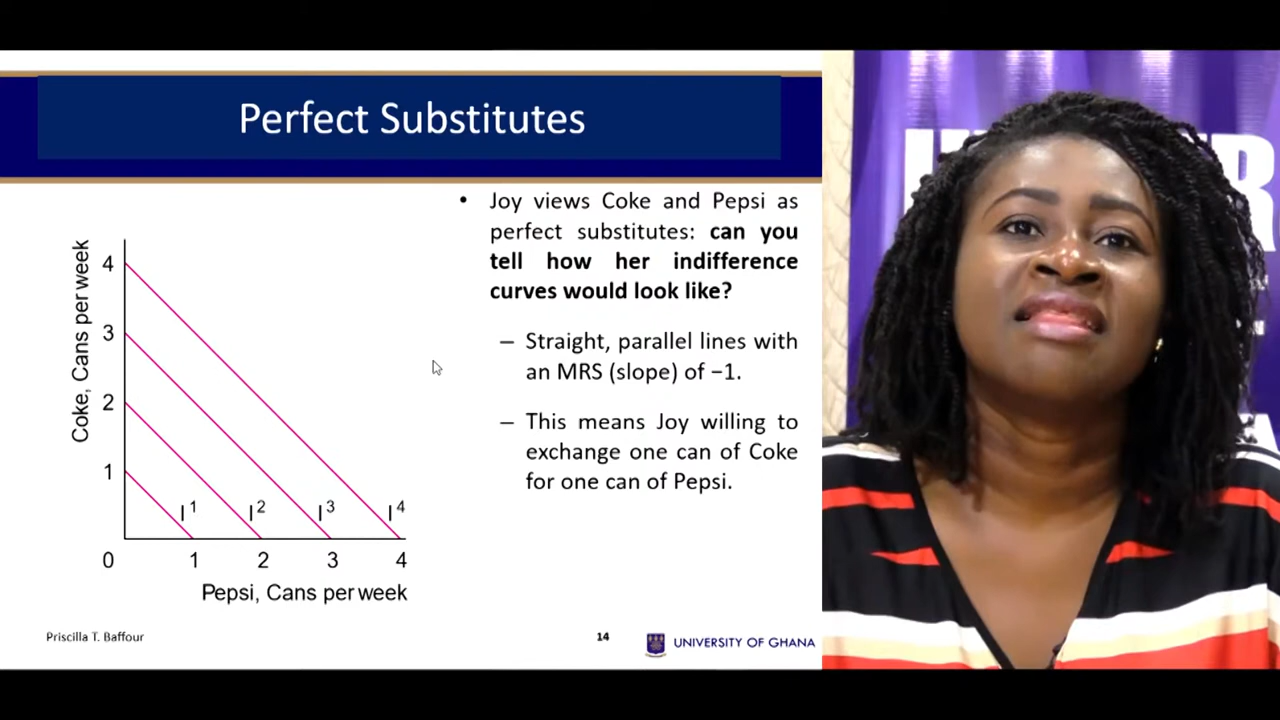 Perfect Substitutes
• Joy views Coke and Pepsi as
perfect substitutes: can you
tell how her indifference
curves would look like?
– Straight, parallel lines with
an MRS (slope) of −1.
– This means Joy willing to
exchange one can of Coke
for one can of Pepsi.
Coke, Cans per week
4
3
2
1
I1 I2 I3 I4
0 1 2 3 4
Pepsi, Cans per week
Priscilla T. Baffour
14
UNIVERSITY OF GHANA